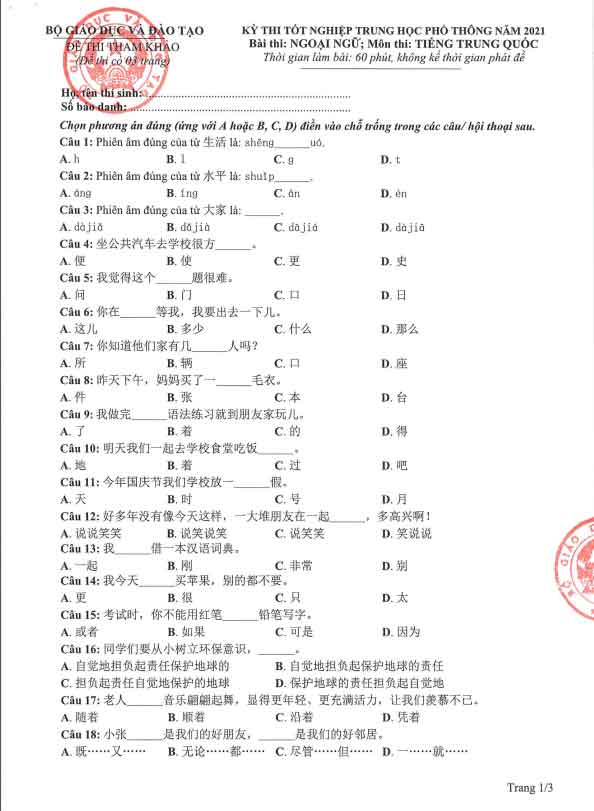 BỘ GIÁO DỤC VÀ ĐÀO TẠO
ĐỀ THI THAM KHẢO
(Đề thi có 03 trang)
KỲ THI TỐT NGHIỆP TRUNG HỌC PHỔ THÔNG NĂM 2021
Bài thi: NGOẠI NGỮ; Môn thi: TIẾNG TRUNG QUỐC
Thời gian làm bài: 60 phút, không kể thời gian phát đề
Họ, tên thí sinh:
Số báo danh:
Chọn phương án đúng (ứng với A hoặc B, C, D) điền vào chỗ trống trong các câu/ hội thoại sau.
Câu 1: Phiên âm đúng của từ 生活 là: shēng______uó.
A. h B. l C. g D. t
Câu 2: Phiên âm đúng của từ 水平 là: shuǐp______.
A. áng B. íng C. án D. én
Câu 3: Phiên âm đúng của từ 大家 là: ______.
A. dàjiǎ B. dājià C. dājiá D. dàjiā
Câu 4: 坐公共汽车去学校很方______。
A. 便 B. 使 C. 更 D. 史
Câu 5: 我觉得这个______题很难。
A. 问 B. 门 C. 口 D. 日
Câu 6: 你在______等我，我要出去一下儿。
A. 这儿 B. 多少 C. 什么 D. 那么
Câu 7: 你知道他们家有几______人吗？
A. 所 B. 辆 C. 口 D. 座
Câu 8: 昨天下午，妈妈买了一______毛衣。
A. 件 B. 张 C. 本 D. 台
Câu 9: 我做完______语法练习就到朋友家玩儿。
A. 了 B. 着 C. 的 D. 得
Câu 10: 明天我们一起去学校食堂吃饭______。
A. 地 B. 着 C. 过 D. 吧
Câu 11: 今年国庆节我们学校放一______假。
A. 天 B. 时 C. 号 D. 月
Câu 12: 好多年没有像今天这样，一大堆朋友在一起______，多高兴啊！
A. 说说笑笑 B. 说笑说笑 C. 说笑笑 D. 笑说说
Câu 13: 我______借一本汉语词典。
A. 一起 B. 刚 C. 非常 D. 别
Câu 14: 我今天______买苹果，别的都不要。
A. 更 B. 很 C. 只 D. 太
Câu 15: 考试时，你不能用红笔______铅笔写字。
A. 或者 B. 如果 C. 可是 D. 因为
Câu 16: 同学们要从小树立环保意识，______。
A. 自觉地担负起责任保护地球的 B. 自觉地担负起保护地球的责任
C. 担负起责任自觉地保护的地球 D. 保护地球的责任担负起自觉地
Câu 17: 老人______音乐翩翩起舞，显得更年轻、更充满活力，让我们羡慕不已。
A. 随着 B. 顺着 C. 沿着 D. 凭着
Câu 18: 小张______是我们的好朋友，______是我们的好邻居。
A. 既……又…… B. 无论……都…… C. 尽管……但…… D. 一……就……
Trang 1/3